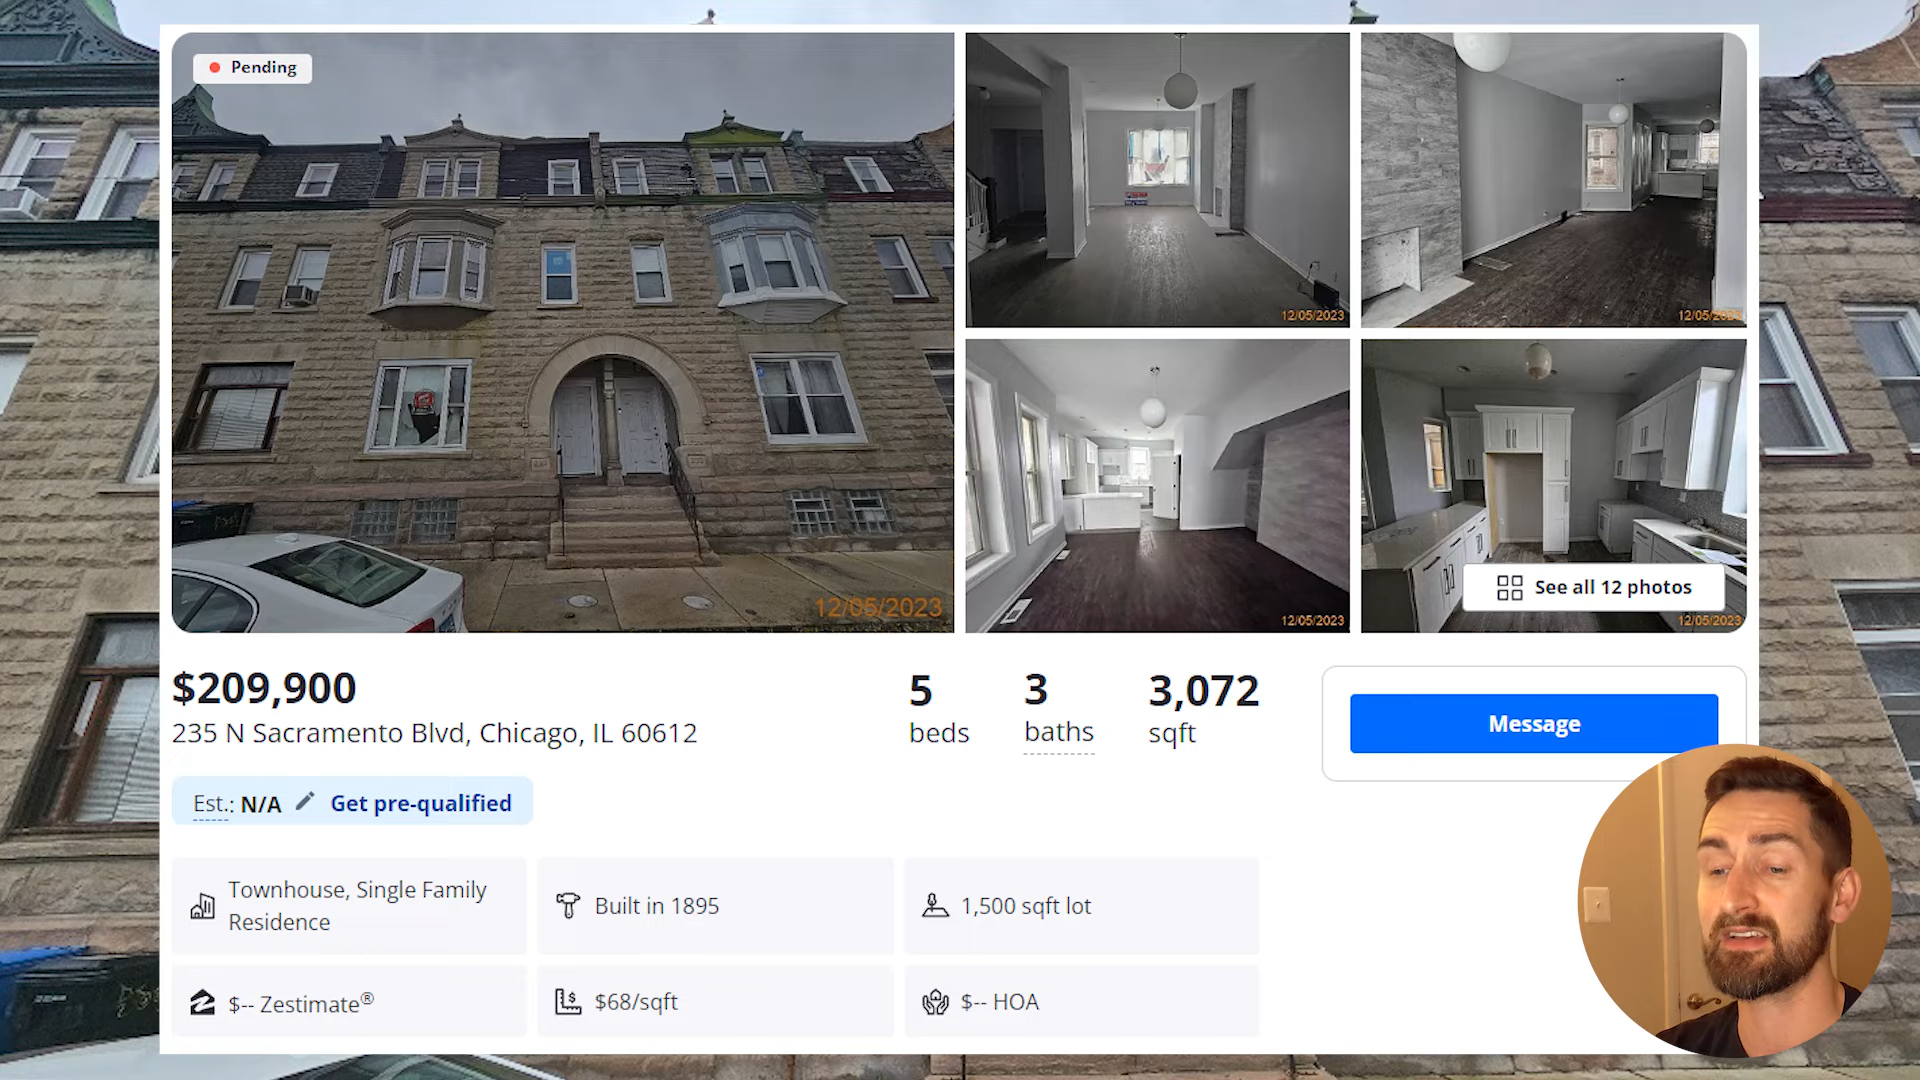 Pending
12/05/2023
12/05/2023
12/05/2023
12/05/2023
See all 12 photos
12/05/2023
$209,900
235 N Sacramento Blvd, Chicago, IL 60612
5 beds
3 baths
3,072 sqft
Message
Est.: N/A Get pre-qualified
Townhouse, Single Family
Residence
Built in 1895
1,500 sqft lot
$-- Zestimate®
$68/sqft
$-- HOA